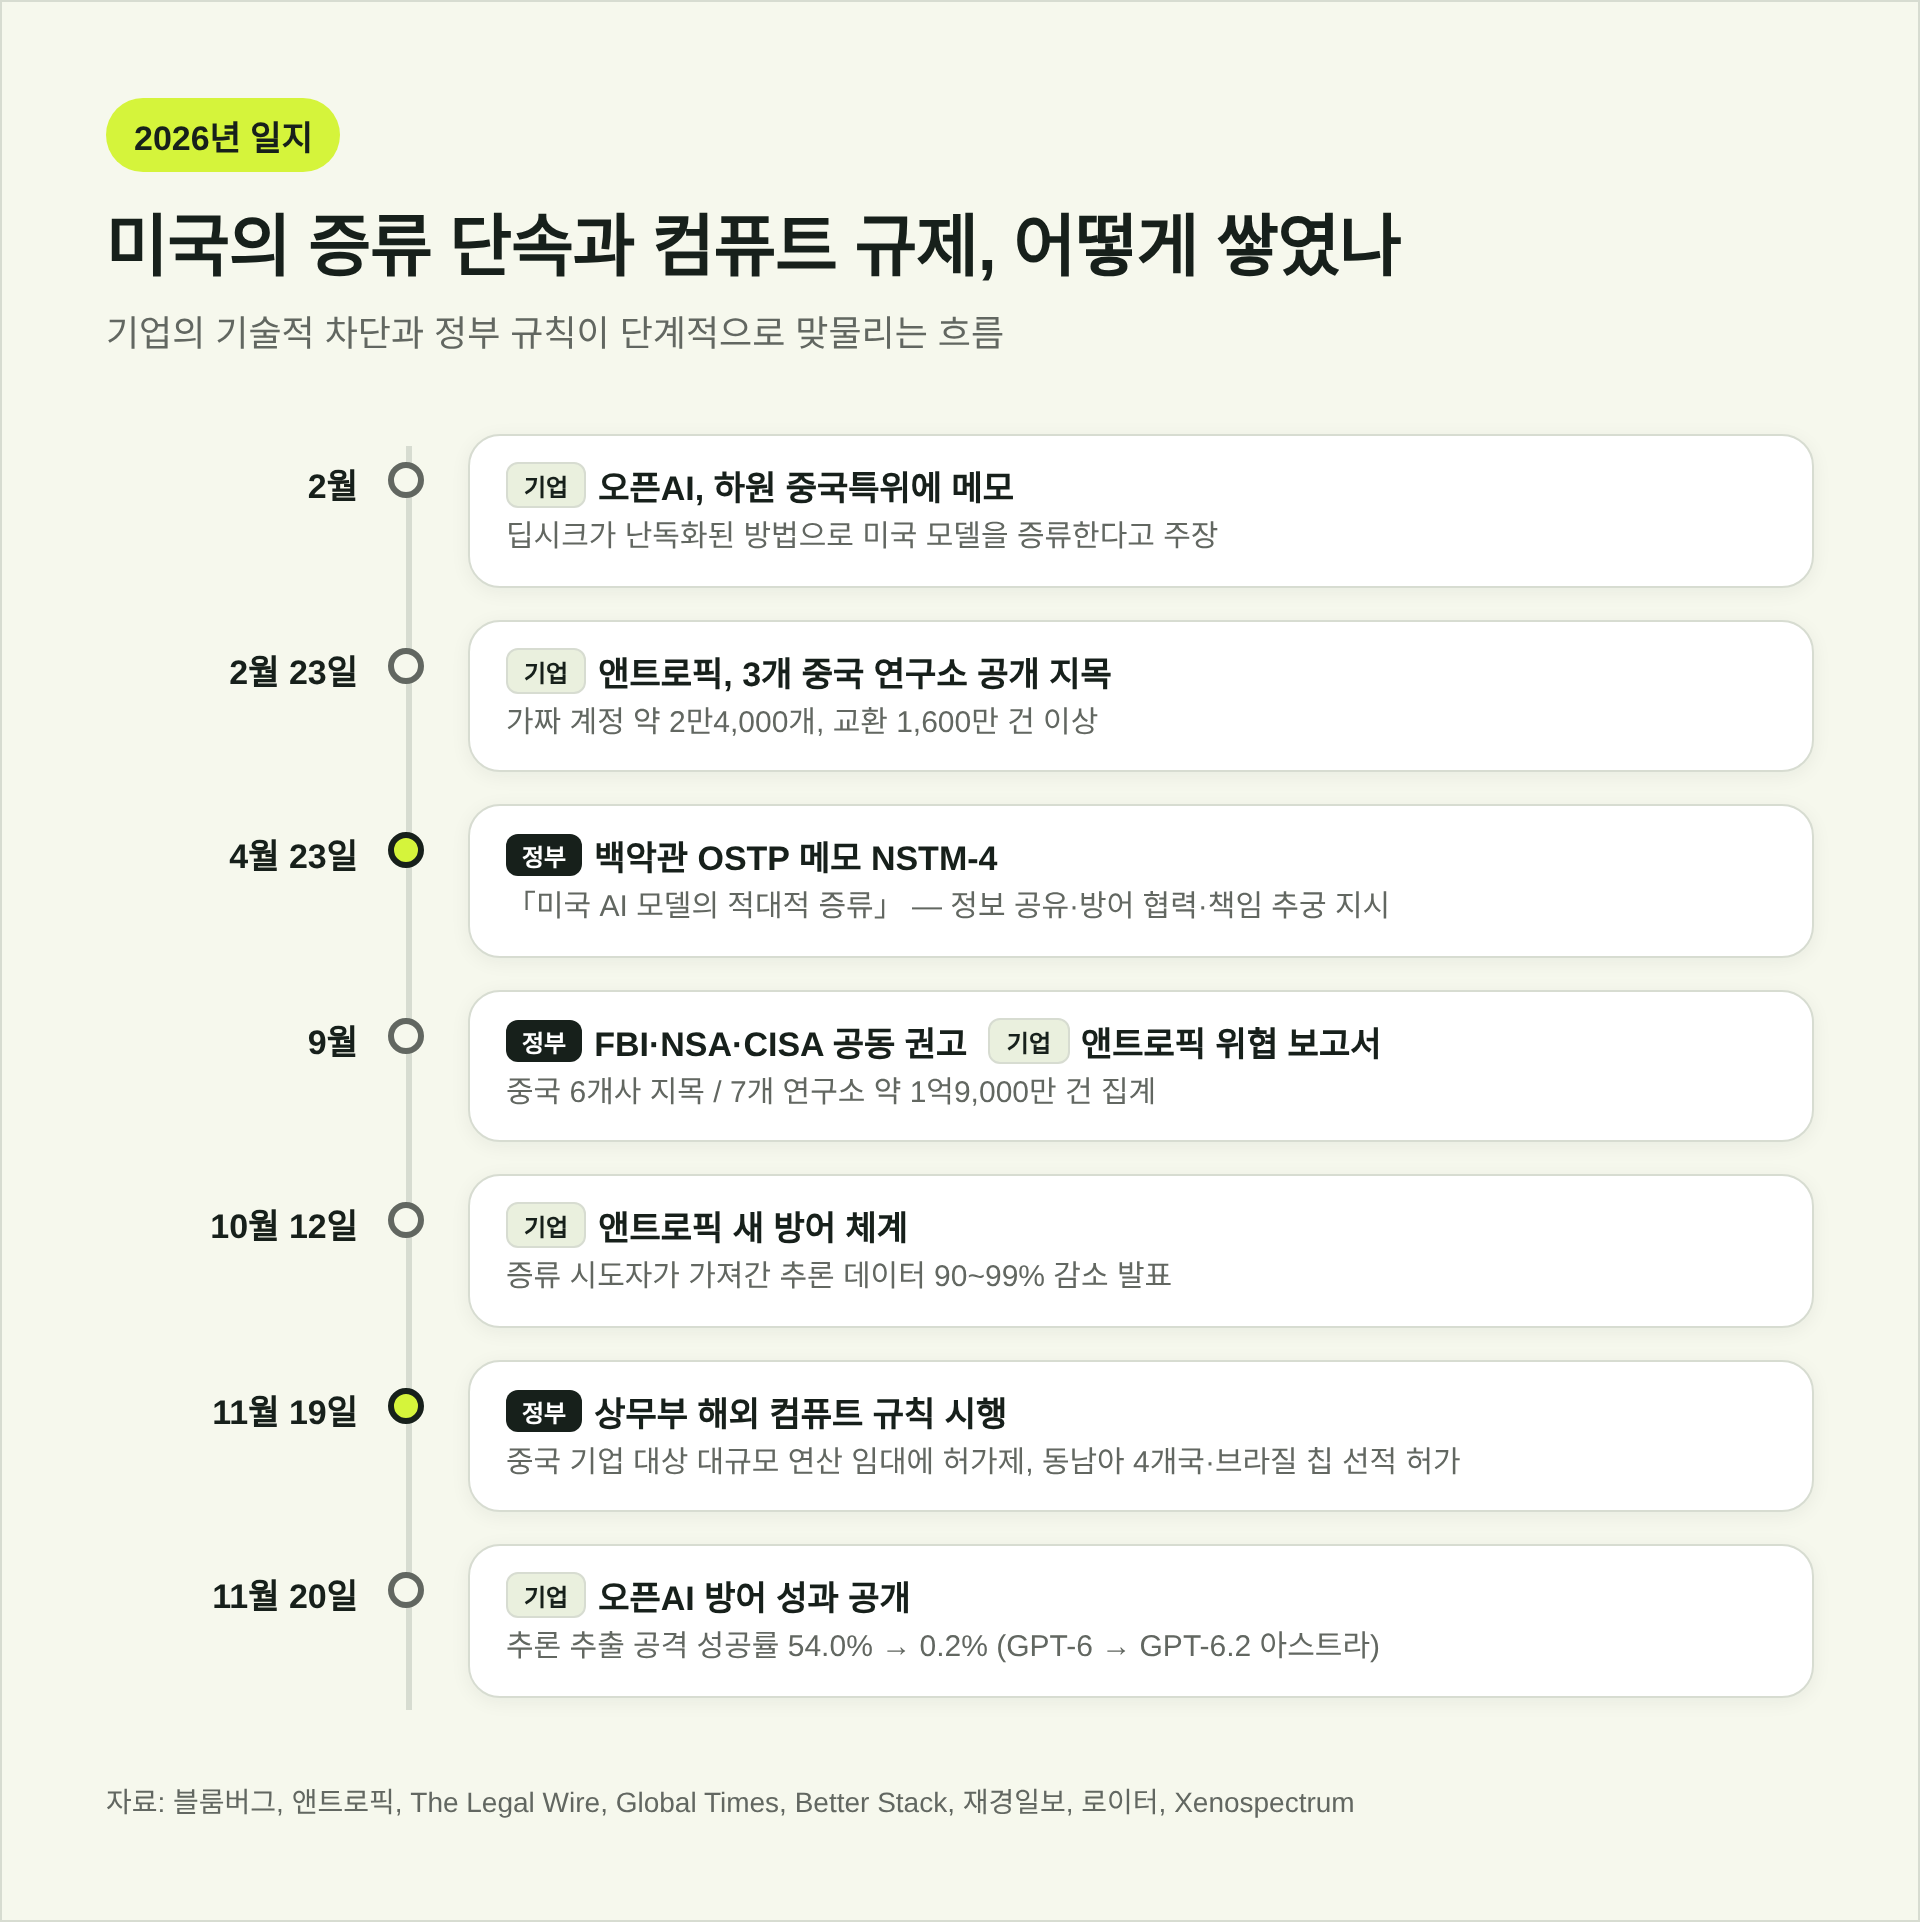 2026년 일지
미국의 증류 단속과 컴퓨트 규제, 어떻게 쌓였나
기업의 기술적 차단과 정부 규칙이 단계적으로 맞물리는 흐름
2월
기업 오픈AI, 하원 중국특위에 메모
딥시크가 난독화된 방법으로 미국 모델을 증류한다고 주장
2월 23일
기업 앤트로픽, 3개 중국 연구소 공개 지목
가짜 계정 약 2만4,000개, 교환 1,600만 건 이상
4월 23일
정부 백악관 OSTP 메모 NSTM-4
「미국 AI 모델의 적대적 증류」 — 정보 공유·방어 협력·책임 추궁 지시
9월
정부 FBI·NSA·CISA 공동 권고 기업 앤트로픽 위협 보고서
중국 6개사 지목 / 7개 연구소 약 1억9,000만 건 집계
10월 12일
기업 앤트로픽 새 방어 체계
증류 시도자가 가져간 추론 데이터 90~99% 감소 발표
11월 19일
정부 상무부 해외 컴퓨트 규칙 시행
중국 기업 대상 대규모 연산 임대에 허가제, 동남아 4개국·브라질 칩 선적 허가
11월 20일
기업 오픈AI 방어 성과 공개
추론 추출 공격 성공률 54.0% → 0.2% (GPT-6 → GPT-6.2 아스트라)
자료: 블룸버그, 앤트로픽, The Legal Wire, Global Times, Better Stack, 재경일보, 로이터, Xenospectrum